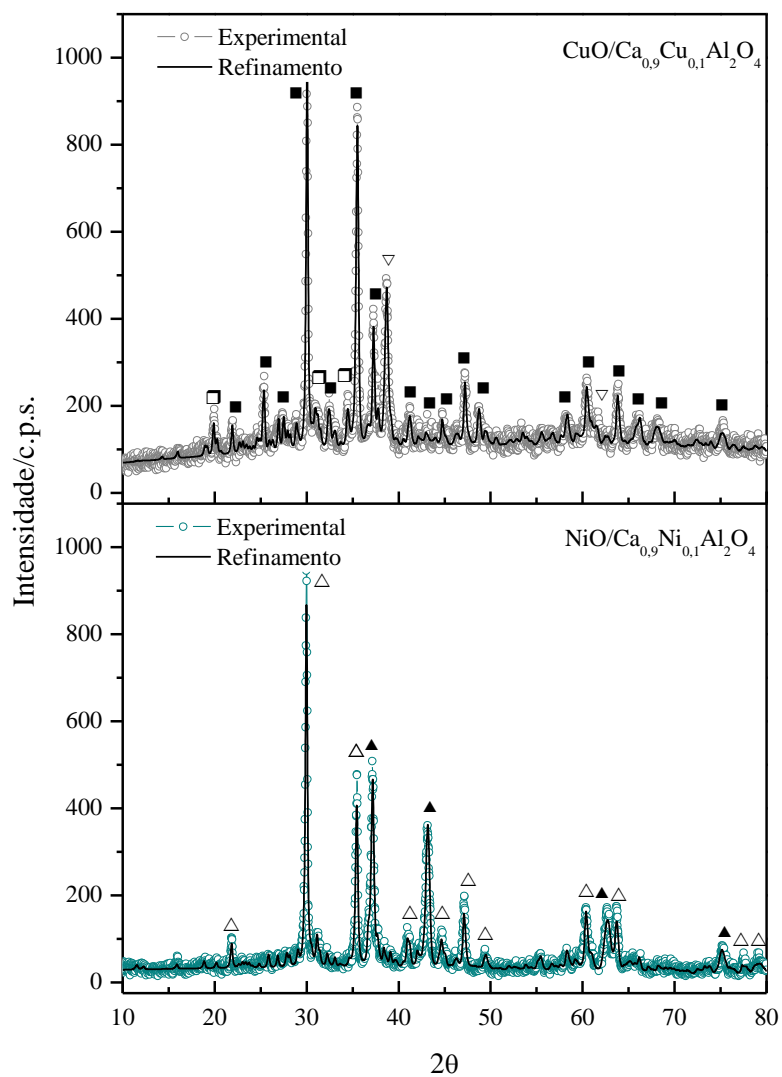 Experimental
Refinamento
CuO/Ca0,9Cu0,1Al2O4
1000
800
600
400
200
0
Experimental
Refinamento
NiO/Ca0,9Ni0,1Al2O4
1000
800
600
400
200
0
Intensidade/c.p.s.
10 20 30 40 50 60 70 80
2θ